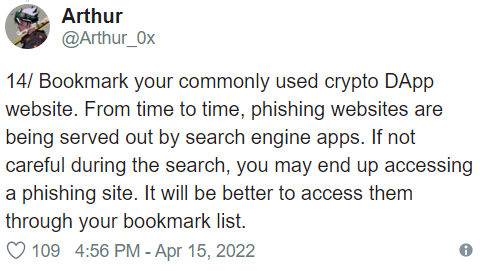 Arthur
@Arthur_0x
14/ Bookmark your commonly used crypto DApp
website. From time to time, phishing websites are
being served out by search engine apps. If not
careful during the search, you may end up accessing
a phishing site. It will be better to access them
through your bookmark list.
109 4:56 PM - Apr 15, 2022